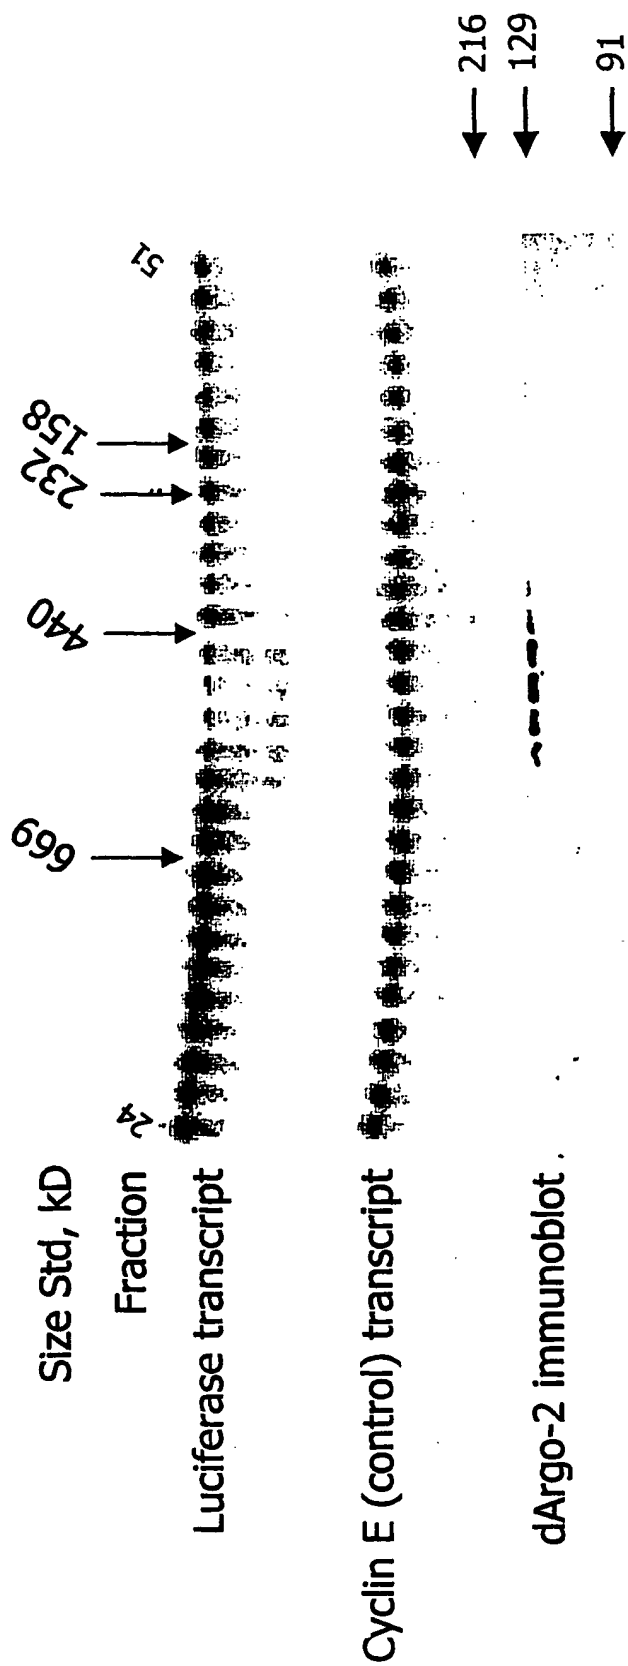 Size Std, kD
669
440
232
158
Fraction
24
51
Luciferase transcript
Cyclin E (control) transcript
dArgo-2 immunoblot
216
129
91